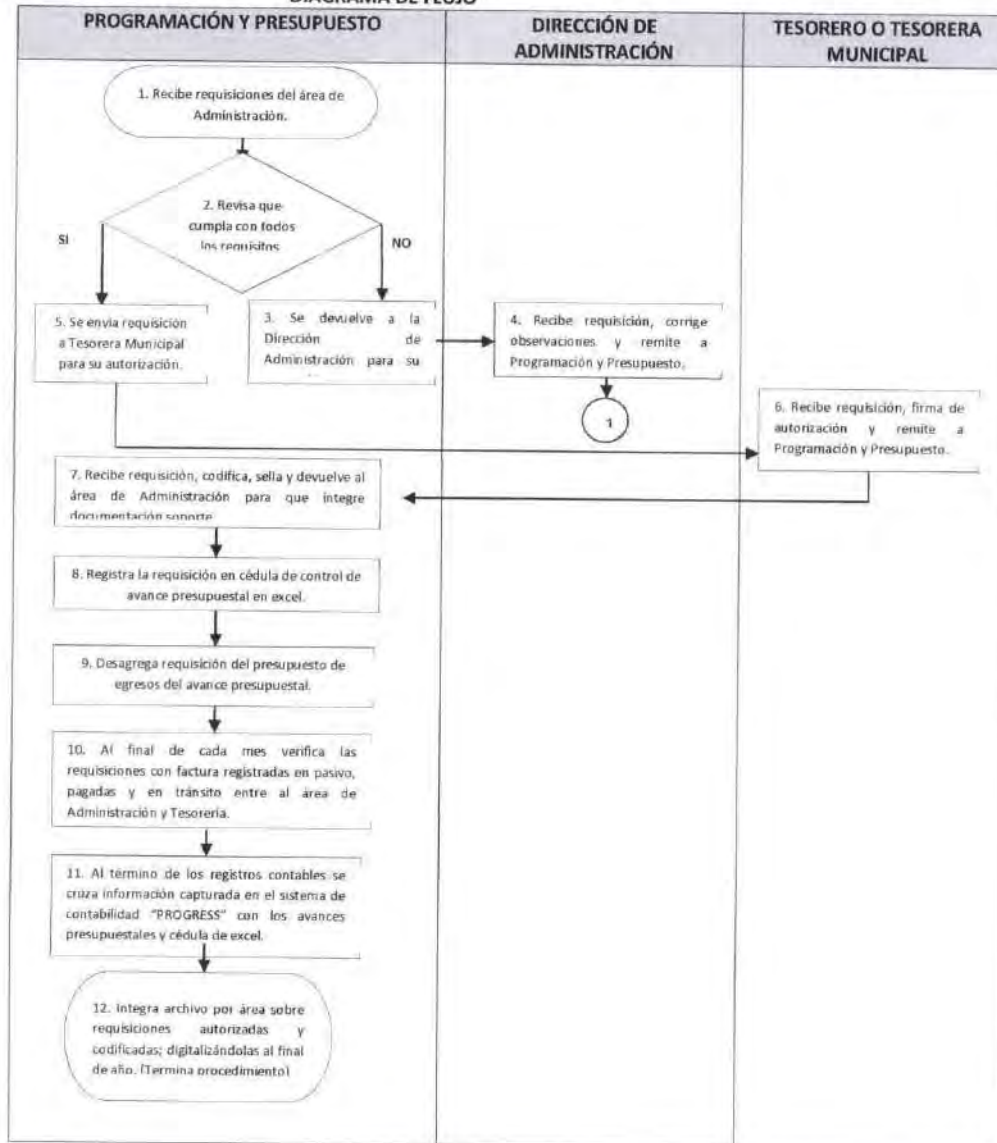 DIAGRAMA DE FLUJO
PROGRAMACIÓN Y PRESUPUESTO
DIRECCIÓN DE
ADMINISTRACIÓN
TESORERO O TESORERA
MUNICIPAL
1. Recibe requisiciones del área de
Administración.
2. Revisa que
cumpla con todos
los requisitos
SI
NO
5. Se envia requisición
a Tesorera Municipal
para su autorización.
3. Se devuelve a la
Dirección de
Administración para su
4. Recibe requisición, corrige
observaciones y remite a
Programación y Presupuesto.
1
6. Recibe requisición, firma de
autorización y remite a
Programación y Presupuesto.
7. Recibe requisición, codifica, sella y devuelve al
área de Administración para que integre
documentación soporte
8. Registra la requisición en cédula de control de
avance presupuestal en excel.
9. Desagrega requisición del presupuesto de
egresos del avance presupuestal.
10. Al final de cada mes verifica las
requisiciones con factura registradas en pasivo,
pagadas y en tránsito entre al área de
Administración y Tesorería.
11. Al termino de los registros contables se
cruza información capturada en el sistema de
contabilidad "PROGRESS" con los avances
presupuestales y cédula de excel.
12. Integra archivo por área sobre
requisiciones autorizadas y
codificadas; digitalizándolas al final
de año. (Termina procedimiento)